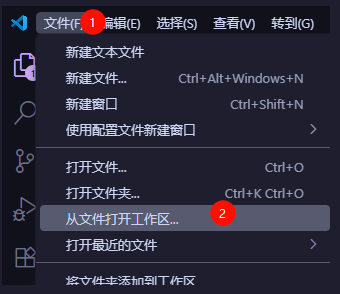 文件(F) 编辑(E) 选择(S) 查看(V) 转到(G)
1
新建文本文件
新建文件... Ctrl+Alt+Windows+N
新建窗口 Ctrl+Shift+N
使用配置文件新建窗口
打开文件... Ctrl+O
打开文件夹... Ctrl+K Ctrl+O
从文件打开工作区... 2
打开最近的文件
将文件夹添加到工作区